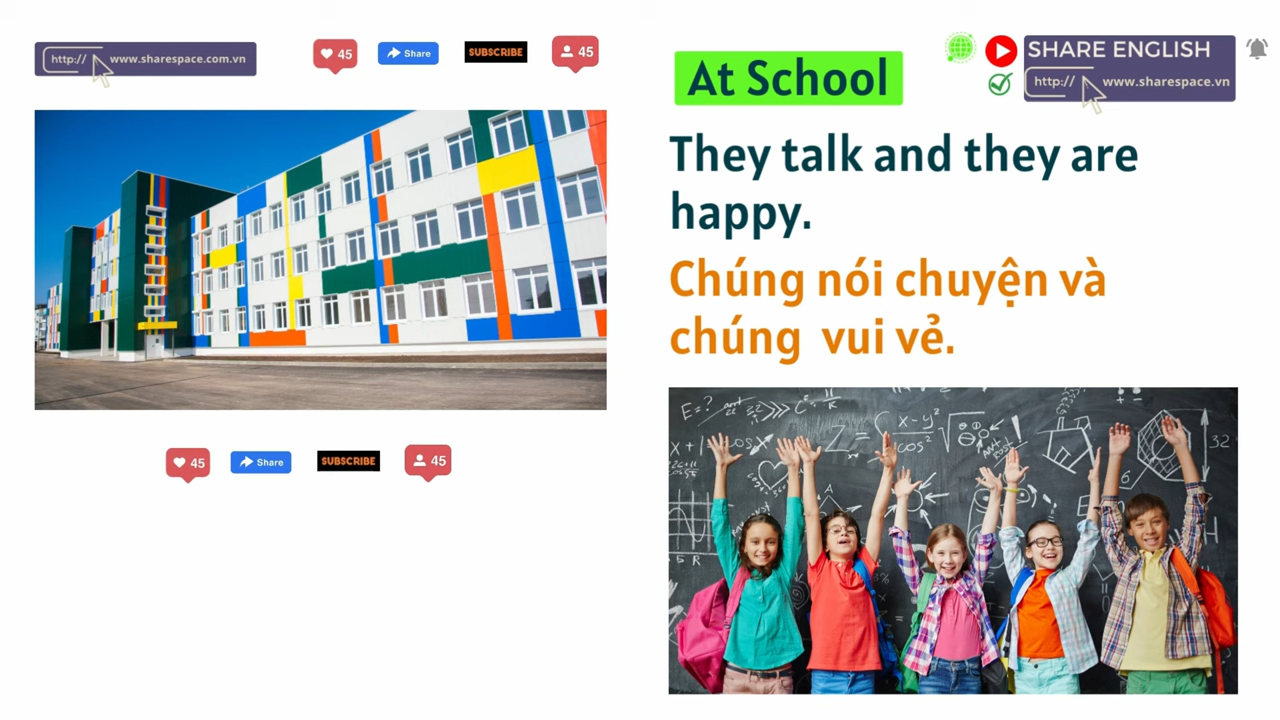 http:// www.sharespace.com.vn
45
Share
SUBSCRIBE
45
At School
SHARE ENGLISH
http:// www.sharespace.vn
They talk and they are
happy.
Chúng nói chuyện và
chúng vui vẻ.
45
Share
SUBSCRIBE
45
E=?
32